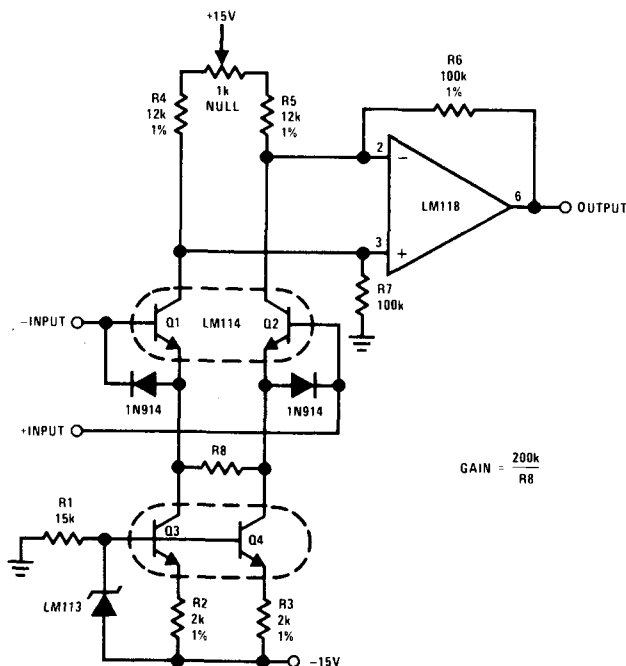 +15V
R4
12k
1%
1k
NULL
R5
12k
1%
R6
100k
1%
2
−
LM118
6
OUTPUT
3
+
R7
100k
−INPUT
Q1
LM114
Q2
1N914
1N914
+INPUT
R8
GAIN = 200k
R8
R1
15k
Q3
Q4
LM113
R2
2k
1%
R3
2k
1%
−15V